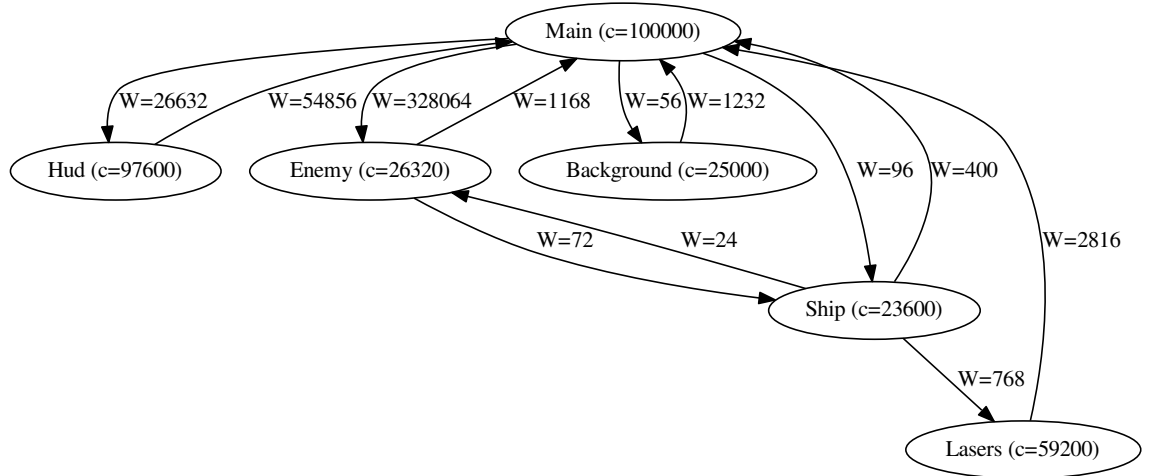 Main (c=100000)
W=26632
W=54856
W=328064
W=1168
W=56
W=1232
Hud (c=97600)
Enemy (c=26320)
Background (c=25000)
W=96
W=400
W=72
W=24
W=2816
Ship (c=23600)
W=768
Lasers (c=59200)